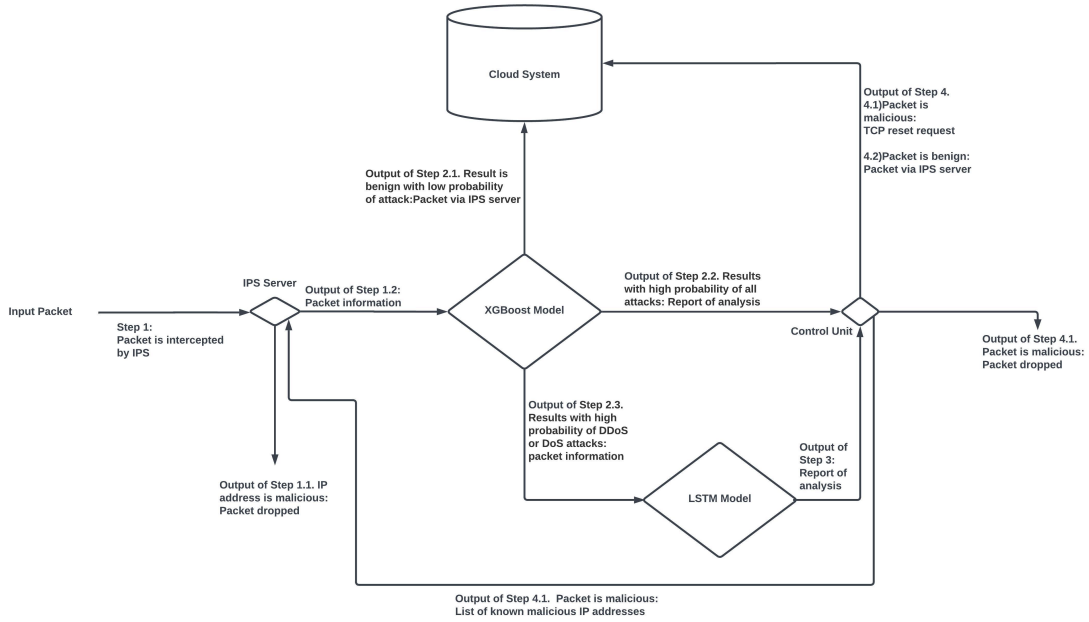 Cloud System
Output of Step 4.
4.1)Packet is
malicious:
TCP reset request
4.2)Packet is benign:
Packet via IPS server
Output of Step 2.1. Result is
benign with low probability
of attack:Packet via IPS server
IPS Server
Output of Step 1.2:
Packet information
Output of Step 2.2. Results
with high probability of all
attacks: Report of analysis
Input Packet
XGBoost Model
Step 1:
Packet is intercepted
by IPS
Control Unit
Output of Step 4.1.
Packet is malicious:
Packet dropped
Output of Step 2.3.
Results with high
probability of DDoS
or DoS attacks:
packet information
Output of
Step 3:
Report of
analysis
Output of Step 1.1. IP
address is malicious:
Packet dropped
LSTM Model
Output of Step 4.1.  Packet is malicious:
List of known malicious IP addresses